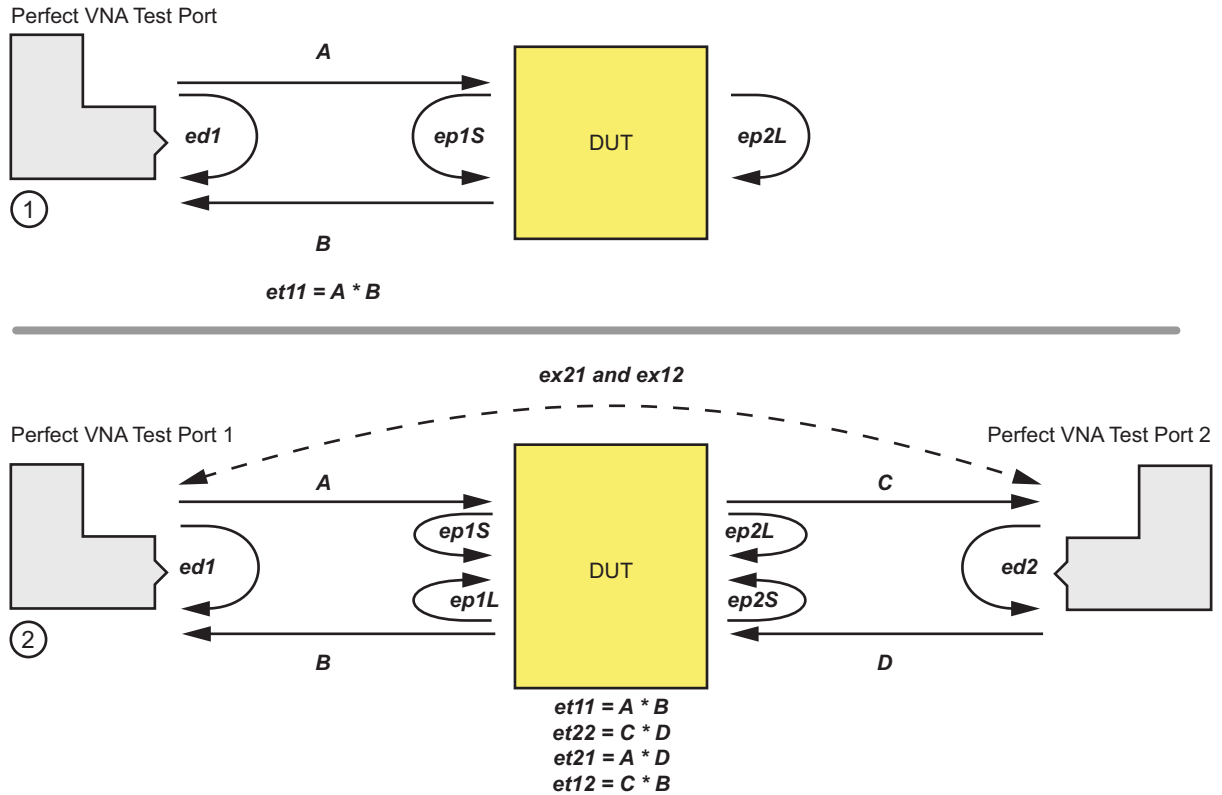 Perfect VNA Test Port
A
ed1
ep1S
DUT
ep2L
1
B
et11 = A * B
ex21 and ex12
Perfect VNA Test Port 1
Perfect VNA Test Port 2
A
C
ep1S
ep2L
ed1
DUT
ed2
ep1L
ep2S
2
B
D
et11 = A * B
et22 = C * D
et21 = A * D
et12 = C * B